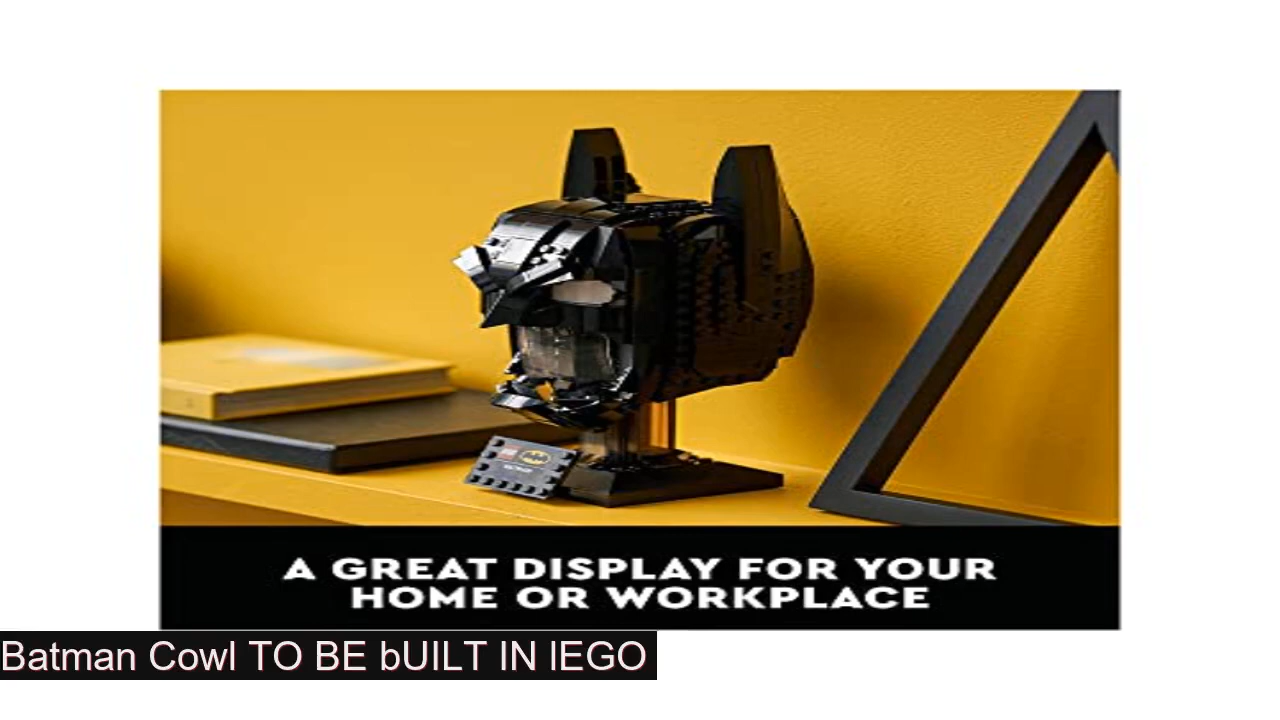 A GREAT DISPLAY FOR YOUR
HOME OR WORKPLACE
Batman Cowl TO BE bUILT IN lEGO